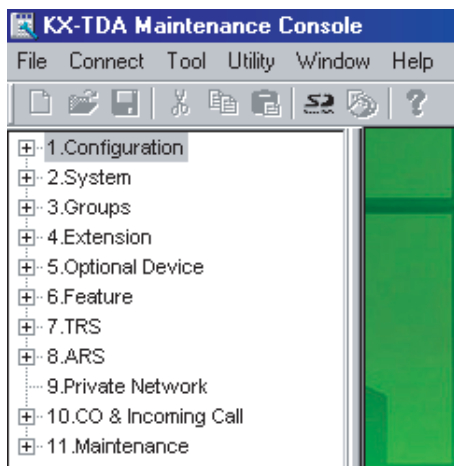 KX-TDA Maintenance Console
File Connect Tool Utility Window Help
1.Configuration
2.System
3.Groups
4.Extension
5.Optional Device
6.Feature
7.TRS
8.ARS
9.Private Network
10.CO & Incoming Call
11.Maintenance